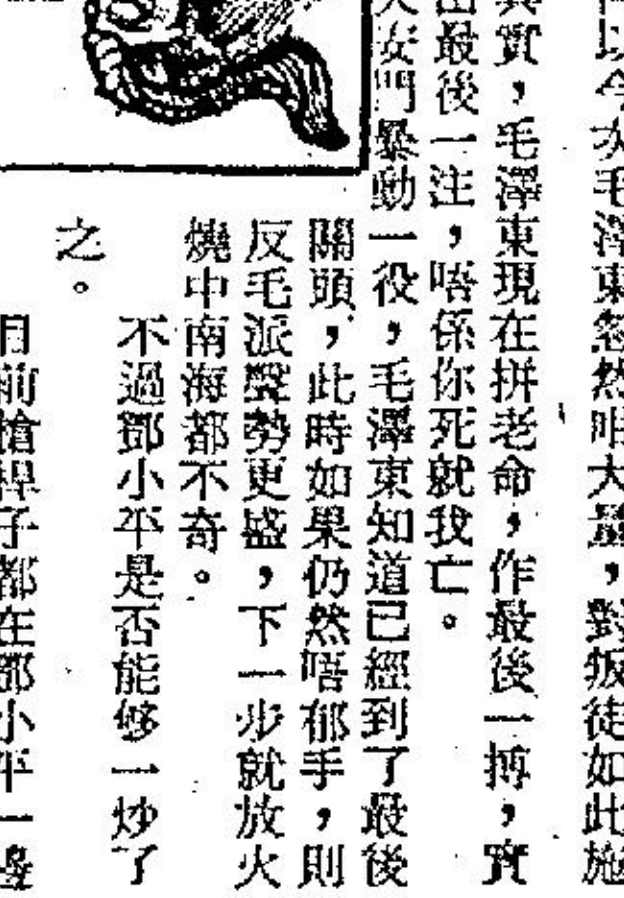 以今次毛澤東忽然咁大量，對叛徒如此施
其實，毛澤東現在拼老命，作最後一搏，實
出最後一注，唔係你死就我亡。
天安門暴動一役，毛澤東知道已經到了最後
關頭，此時如果仍然唔郁手，則
反毛派聲勢更盛，下一步就放火
燒中南海都不奇。
不過鄧小平是否能够一炒了
之。
目前槍桿子都在鄧小平一邊